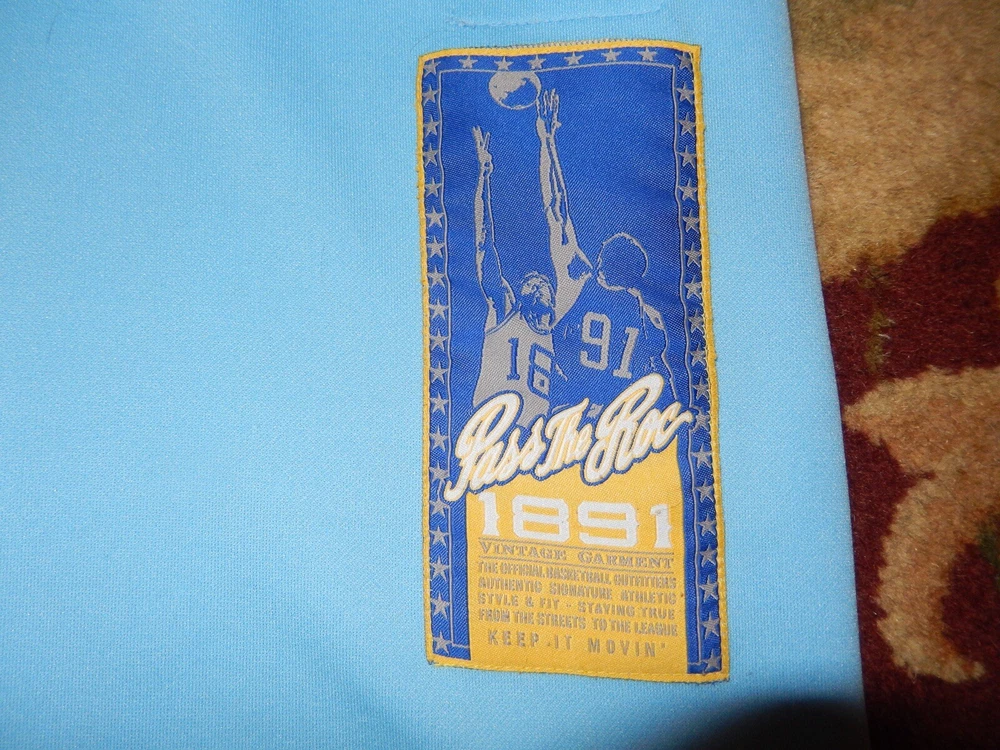 16
91
Pass The Roc
1891
VINTAGE GARMENT
THE OFFICIAL BASKETBALL OUTFITTERS
AUTHENTIC SIGNATURE ATHLETIC
STYLE & FIT - STAYING TRUE
FROM THE STREETS TO THE LEAGUE
KEEP IT MOVIN'